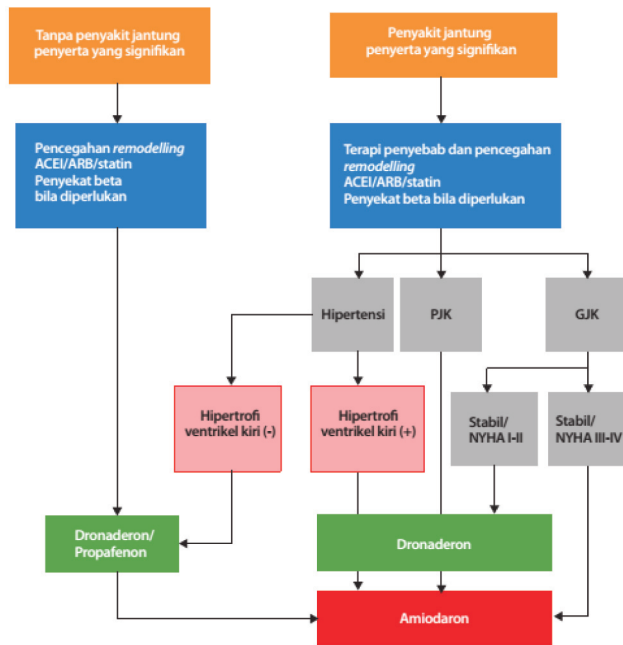 Tanpa penyakit jantung
penyerta yang signifikan
Penyakit jantung
penyerta yang signifikan
Pencegahan remodelling
ACEI/ARB/statin
Penyekat beta
bila diperlukan
Terapi penyebab dan pencegahan
remodelling
ACEI/ARB/statin
Penyekat beta bila diperlukan
Hipertensi
PJK
GJK
Hipertrofi
ventrikel kiri (-)
Hipertrofi
ventrikel kiri (+)
Stabil/
NYHA I-II
Stabil/
NYHA III-IV
Dronaderon/
Propafenon
Dronaderon
Amiodaron